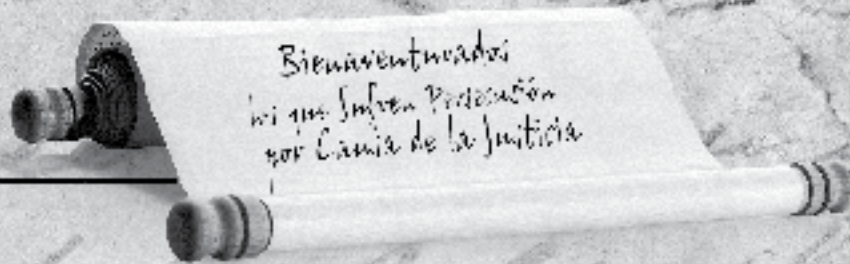 Bienaventurados
los que Sufren Persecución
por Causa de la Justicia